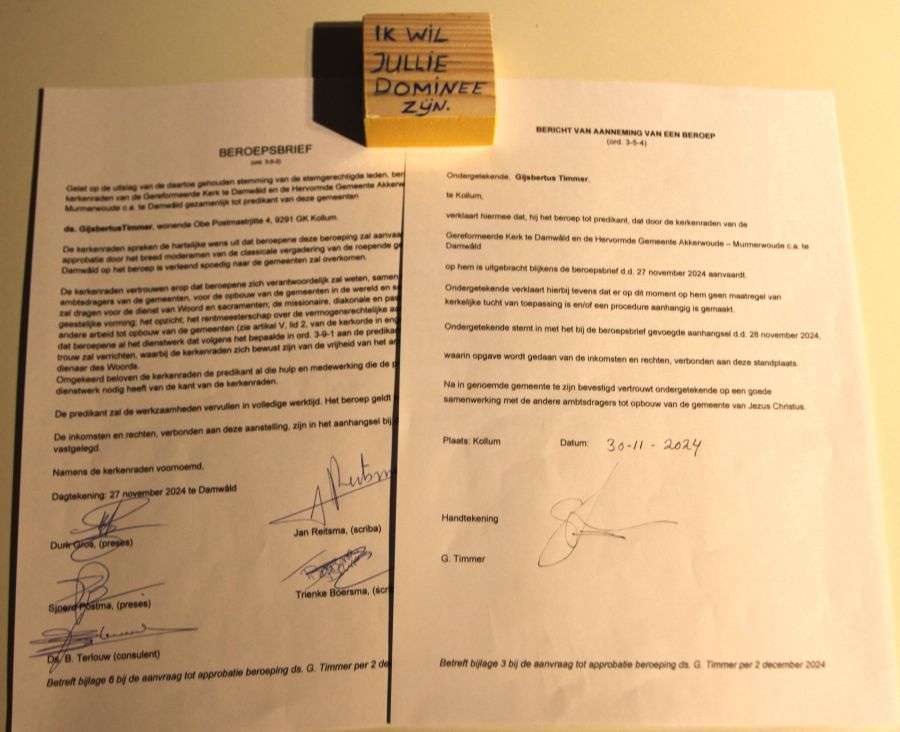 IK WIL
JULLIE
DOMINEE
ZIJN.
BEROEPSBRIEF
(ord. 3-5-2)
Gelet op de uitslag van de daartoe gehouden stemming van de stemgerechtigde leden, ber
kerkenraden van de Gereformeerde Kerk te Damwâld en de Hervormde Gemeente Akkerw
Murmerwoude c.a. te Damwâld gezamenlijk tot predikant van deze gemeenten
ds. GijsbertusTimmer, wonende Obe Postmastrjitte 4, 9291 GK Kollum.
De kerkenraden spreken de hartelijke wens uit dat beroepene deze beroeping zal aanvaa
approbatie door het breed moderamen van de classicale vergadering van de roepende g
Damwâld op het beroep is verleend spoedig naar de gemeenten zal overkomen.
De kerkenraden vertrouwen erop dat beroepene zich verantwoordelijk zal weten, samen
ambtsdragers van de gemeenten, voor de opbouw van de gemeenten in de wereld en s
zal dragen voor de dienst van Woord en sacramenten; de missionaire, diakonale en pas
geestelijke vorming; het opzicht; het rentmeesterschap over de vermogensrechtelijke aa
andere arbeid tot opbouw van de gemeenten (zie artikel V, lid 2, van de kerkorde in eng
dat beroepene al het dienstwerk dat volgens het bepaalde in ord. 3-9-1 aan de predikan
trouw zal verrichten, waarbij de kerkenraden zich bewust zijn van de vrijheid van het an
dienaar des Woords.
Omgekeerd beloven de kerkenraden de predikant al die hulp en medewerking die de p
dienstwerk nodig heeft van de kant van de kerkenraden.
De predikant zal de werkzaamheden vervullen in volledige werktijd. Het beroep geldt
De inkomsten en rechten, verbonden aan deze aanstelling, zijn in het aanhangsel bij
vastgelegd.
Namens de kerkenraden voornoemd,
Dagtekening: 27 november 2024 te Damwâld
Durk Gros, (preses)
A Reitsm
Jan Reitsma, (scriba)
Sjoerd Postma, (preses)
Trienke Boersma, (scr
Ds. B. Terlouw (consulent)
Betreft bijlage 6 bij de aanvraag tot approbatie beroeping ds. G. Timmer per 2 de
BERICHT VAN AANNEMING VAN EEN BEROEP
(ord. 3-5-4)
Ondergetekende, Gijsbertus Timmer,
te Kollum,
verklaart hiermee dat, hij het beroep tot predikant, dat door de kerkenraden van de
Gereformeerde Kerk te Damwâld en de Hervormde Gemeente Akkerwoude – Murmerwoude c.a. te
Damwâld
op hem is uitgebracht blijkens de beroepsbrief d.d. 27 november 2024 aanvaardt.
Ondergetekende verklaart hierbij tevens dat er op dit moment op hem geen maatregel van
kerkelijke tucht van toepassing is en/of een procedure aanhangig is gemaakt.
Ondergetekende stemt in met het bij de beroepsbrief gevoegde aanhangsel d.d. 28 november 2024,
waarin opgave wordt gedaan van de inkomsten en rechten, verbonden aan deze standplaats.
Na in genoemde gemeente te zijn bevestigd vertrouwt ondergetekende op een goede
samenwerking met de andere ambtsdragers tot opbouw van de gemeente van Jezus Christus.
Plaats: Kollum Datum: 30-11-2024
Handtekening
G. Timmer
Betreft bijlage 3 bij de aanvraag tot approbatie beroeping ds. G. Timmer per 2 december 2024